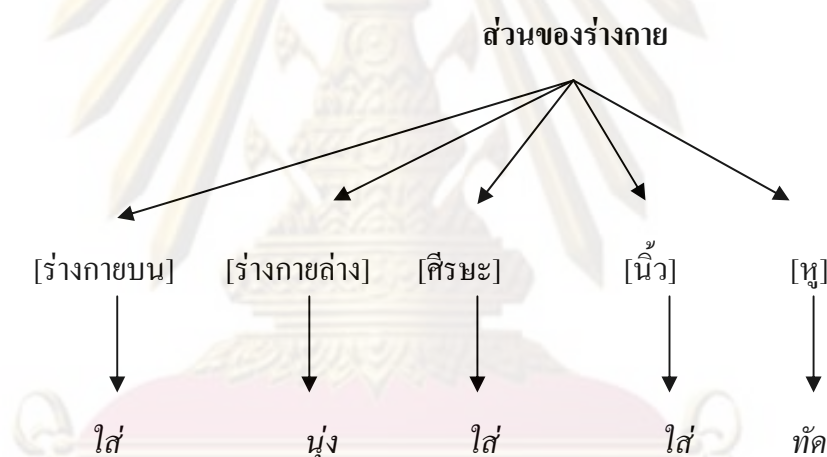 ส่วนของร่างกาย
[ร่างกายบน] [ร่างกายล่าง] [ศีรษะ] [นิ้ว] [หู]
ใส่ นุ่ง ใส่ ใส่ ทัด